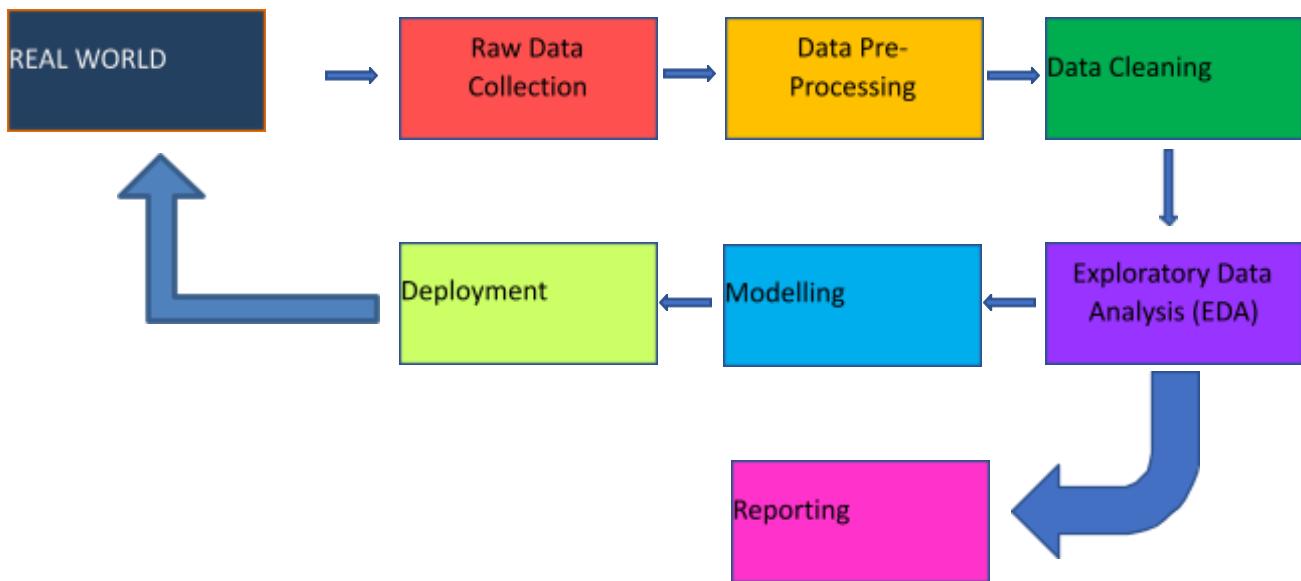 REAL WORLD
Raw Data
Collection
Data Pre-
Processing
Data Cleaning
Deployment
Modelling
Exploratory Data
Analysis (EDA)
Reporting